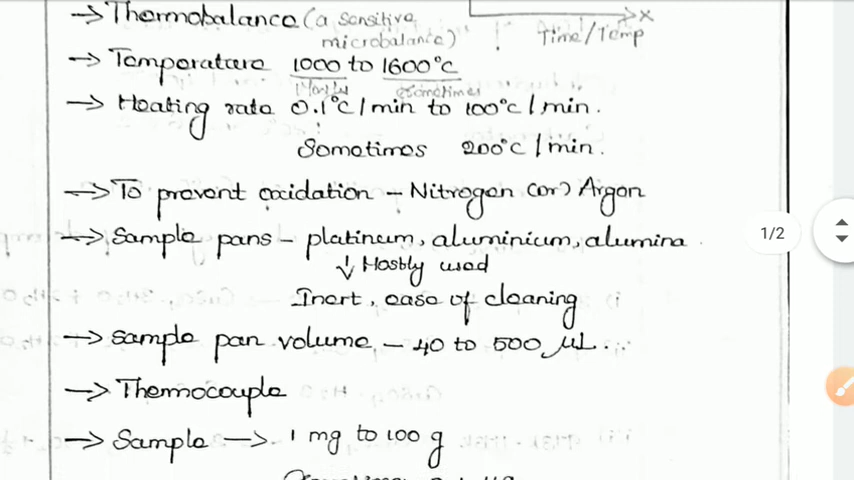 → Thermobalance (a sensitive
microbalance)
→ X
Time/Temp
→ Temperature 1000 to 1600°C
Mostly Sometimes
→ Heating rate 0.1°C/min to 100°C/min.
Sometimes 200°C/min.
→ To prevent oxidation – Nitrogen (or) Argon
→ Sample pans – platinum, aluminium, alumina
↓ Mostly used
Inert, ease of cleaning
→ Sample pan volume – 40 to 500 µL.
→ Thermocouple
→ Sample → 1 mg to 100 g
1/2